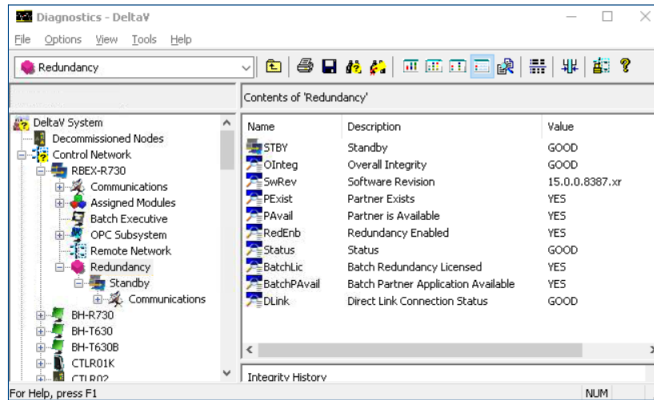 Diagnostics - DeltaV
File Options View Tools Help
Redundancy
Contents of 'Redundancy'
DeltaV System
Decommissioned Nodes
Control Network
RBEX-R730
Communications
Assigned Modules
Batch Executive
OPC Subsystem
Remote Network
Redundancy
Standby
Communications
BH-R730
BH-T630
BH-T630B
CTLR01K
CTLR02
Name Description Value
STBY Standby GOOD
OInteg Overall Integrity GOOD
SwRev Software Revision 15.0.0.8387.xr
PExist Partner Exists YES
PAvail Partner is Available YES
RedEnb Redundancy Enabled YES
Status Status GOOD
BatchLic Batch Redundancy Licensed YES
BatchPAvail Batch Partner Application Available YES
DLink Direct Link Connection Status GOOD
Integrity History
For Help, press F1 NUM